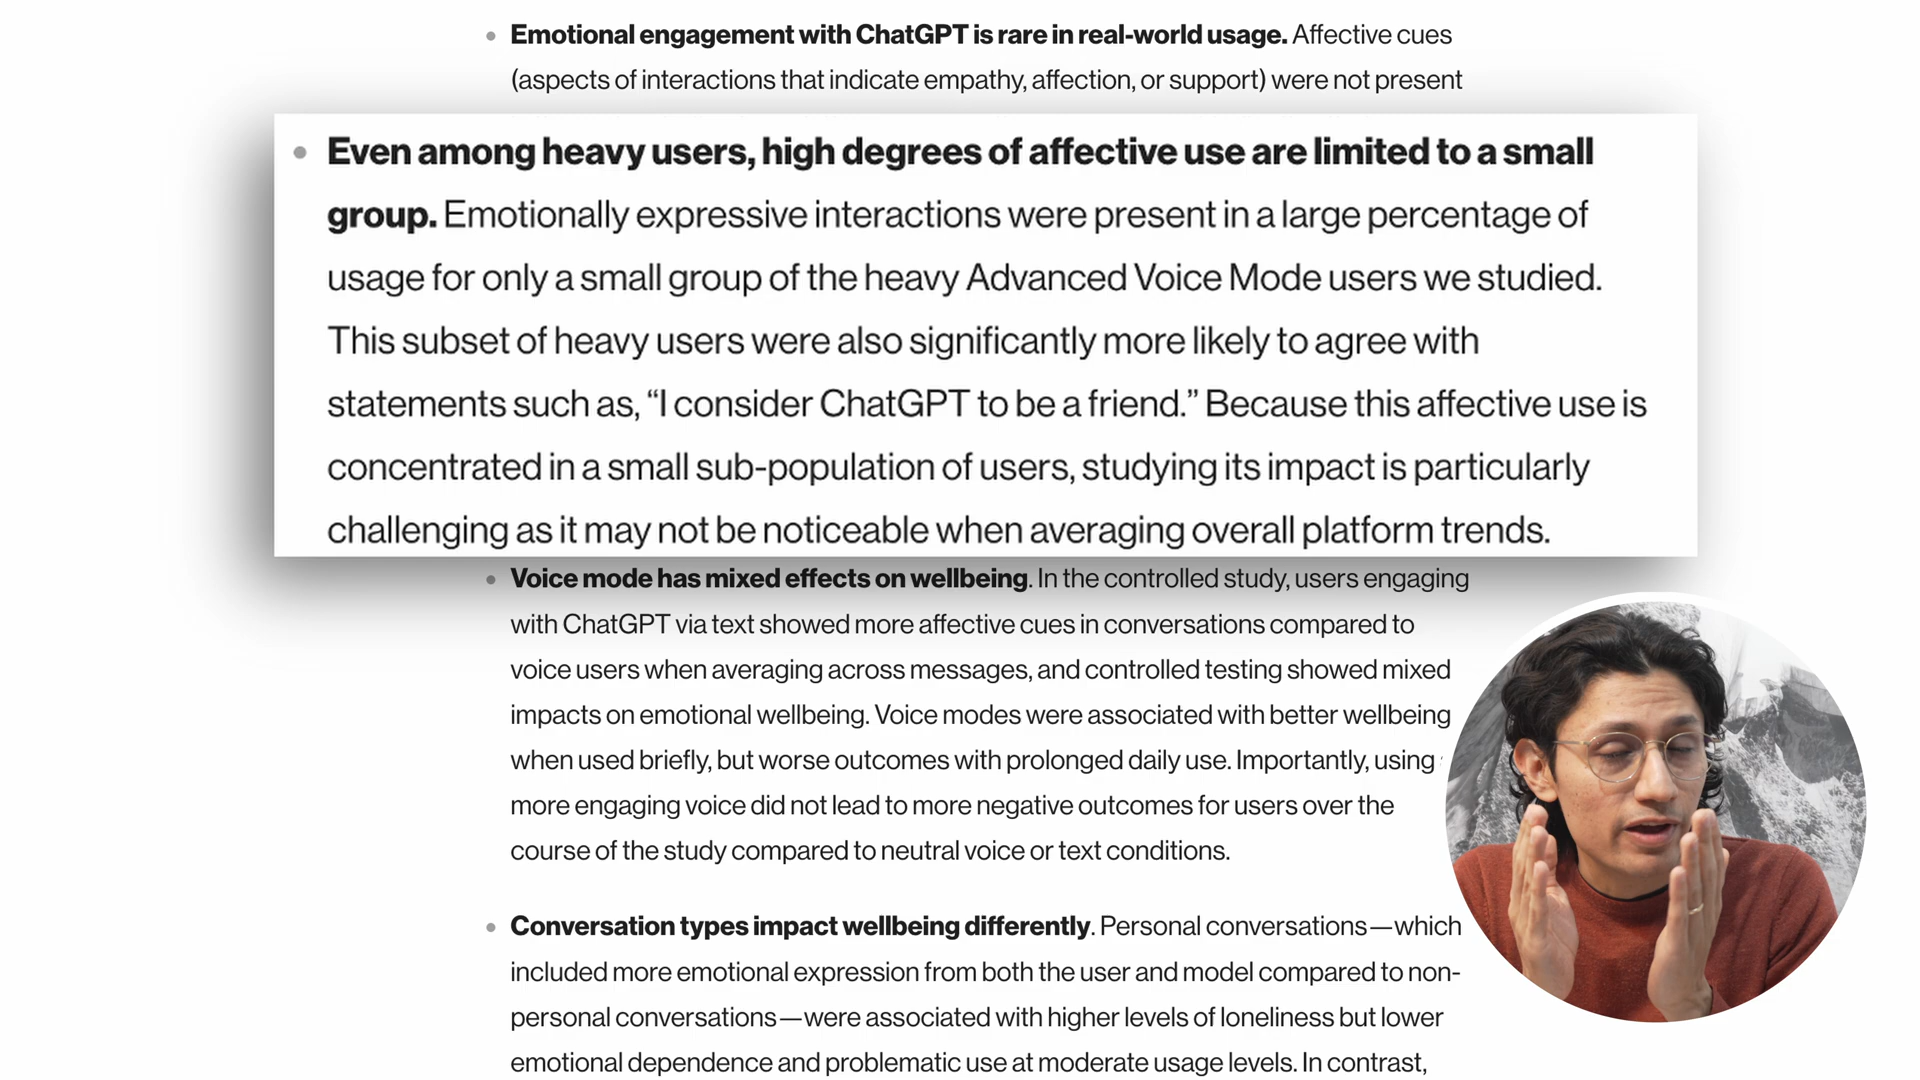 Emotional engagement with ChatGPT is rare in real-world usage. Affective cues
(aspects of interactions that indicate empathy, affection, or support) were not present
Even among heavy users, high degrees of affective use are limited to a small
group. Emotionally expressive interactions were present in a large percentage of
usage for only a small group of the heavy Advanced Voice Mode users we studied.
This subset of heavy users were also significantly more likely to agree with
statements such as, “I consider ChatGPT to be a friend.” Because this affective use is
concentrated in a small sub-population of users, studying its impact is particularly
challenging as it may not be noticeable when averaging overall platform trends.
Voice mode has mixed effects on wellbeing. In the controlled study, users engaging
with ChatGPT via text showed more affective cues in conversations compared to
voice users when averaging across messages, and controlled testing showed mixed
impacts on emotional wellbeing. Voice modes were associated with better wellbeing
when used briefly, but worse outcomes with prolonged daily use. Importantly, using
more engaging voice did not lead to more negative outcomes for users over the
course of the study compared to neutral voice or text conditions.
Conversation types impact wellbeing differently. Personal conversations—which
included more emotional expression from both the user and model compared to non-
personal conversations—were associated with higher levels of loneliness but lower
emotional dependence and problematic use at moderate usage levels. In contrast,